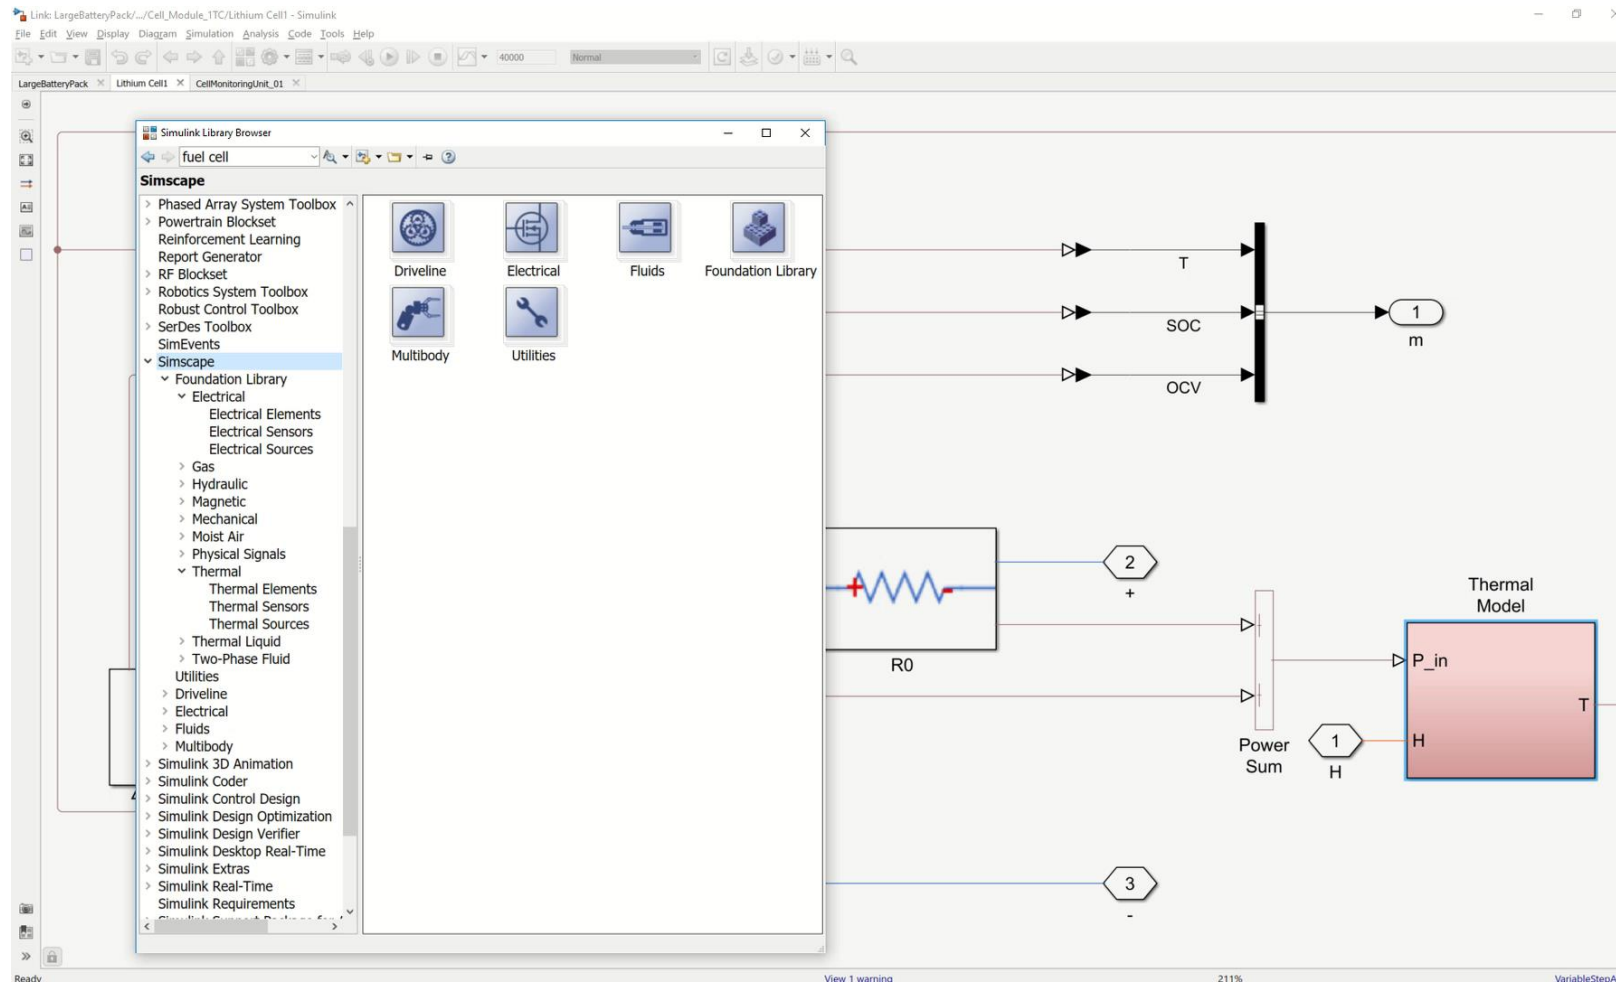 Link: LargeBatteryPack/.../Cell_Module_1TC/Lithium Cell1 - Simulink
File Edit View Display Diagram Simulation Analysis Code Tools Help
40000 Normal
LargeBatteryPack Lithium Cell1 CellMonitoringUnit_01
Simulink Library Browser
fuel cell
Simscape
Phased Array System Toolbox
Powertrain Blockset
Reinforcement Learning
Report Generator
RF Blockset
Robotics System Toolbox
Robust Control Toolbox
SerDes Toolbox
SimEvents
Simscape
Foundation Library
Electrical
Electrical Elements
Electrical Sensors
Electrical Sources
Gas
Hydraulic
Magnetic
Mechanical
Moist Air
Physical Signals
Thermal
Thermal Elements
Thermal Sensors
Thermal Sources
Thermal Liquid
Two-Phase Fluid
Utilities
Driveline
Electrical
Fluids
Multibody
Simulink 3D Animation
Simulink Coder
Simulink Control Design
Simulink Design Optimization
Simulink Design Verifier
Simulink Desktop Real-Time
Simulink Extras
Simulink Real-Time
Simulink Requirements
Driveline Electrical Fluids Foundation Library
Multibody Utilities
T
SOC
OCV
1
m
R0
2
+
Power
Sum
1
H
Thermal
Model
P_in
T
H
3
-
Ready View 1 warning 211% VariableStepA